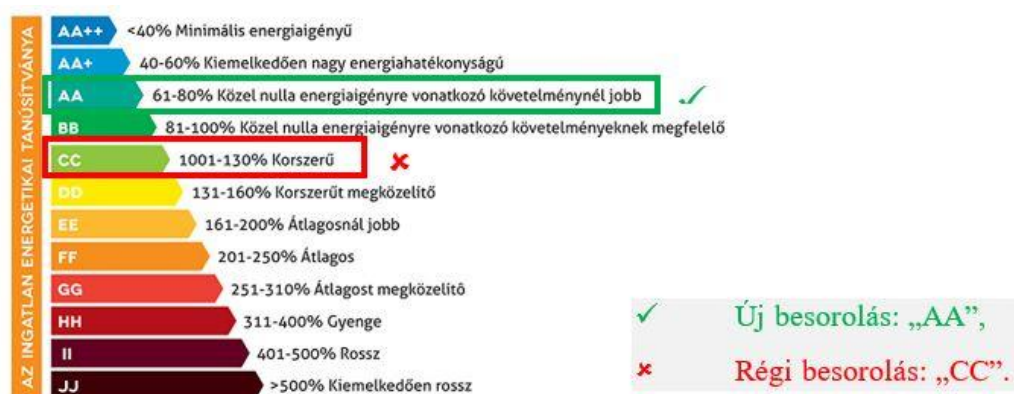 AZ INGATLAN ENERGETIKAI TANÚSÍTVÁNYA
AA++ <40% Minimális energiaigényű
AA+ 40-60% Kiemelkedően nagy energiahatékonyságú
AA 61-80% Közel nulla energiaigényre vonatkozó követelménynél jobb
BB 81-100% Közel nulla energiaigényre vonatkozó követelményeknek megfelelő
CC 1001-130% Korszerű
DD 131-160% Korszerűt megközelítő
EE 161-200% Átlagosnál jobb
FF 201-250% Átlagos
GG 251-310% Átlagost megközelítő
HH 311-400% Gyenge
II 401-500% Rossz
JJ >500% Kiemelkedően rossz
✓ Új besorolás: „AA”,
✘ Régi besorolás: „CC”.